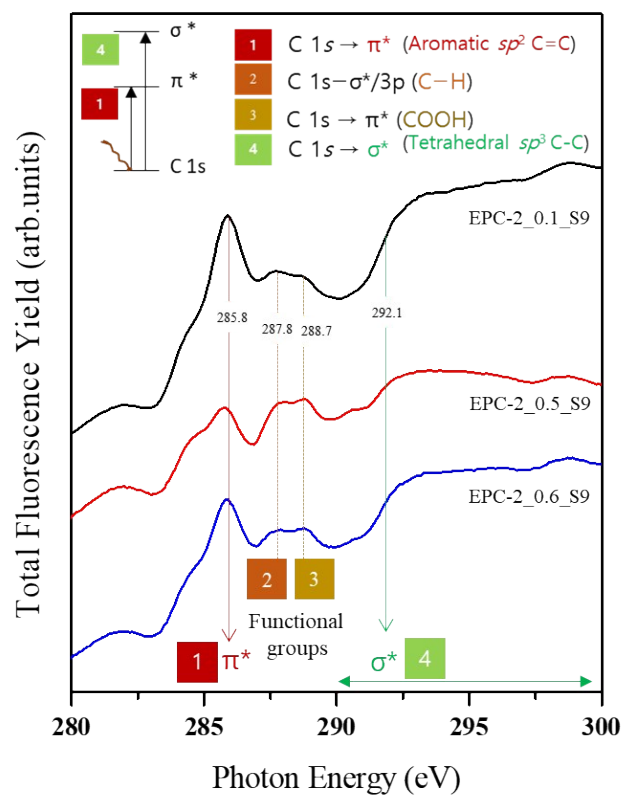 σ*
4
π*
1
C 1s
1 C 1s → π* (Aromatic sp² C=C)
2 C 1s−σ*/3p (C−H)
3 C 1s → π* (COOH)
4 C 1s → σ* (Tetrahedral sp³ C-C)
EPC-2_0.1_S9
285.8
287.8
288.7
292.1
EPC-2_0.5_S9
EPC-2_0.6_S9
2 3
Functional
groups
1 π*
σ* 4
280 285 290 295 300
Photon Energy (eV)
Total Fluorescence Yield (arb.units)